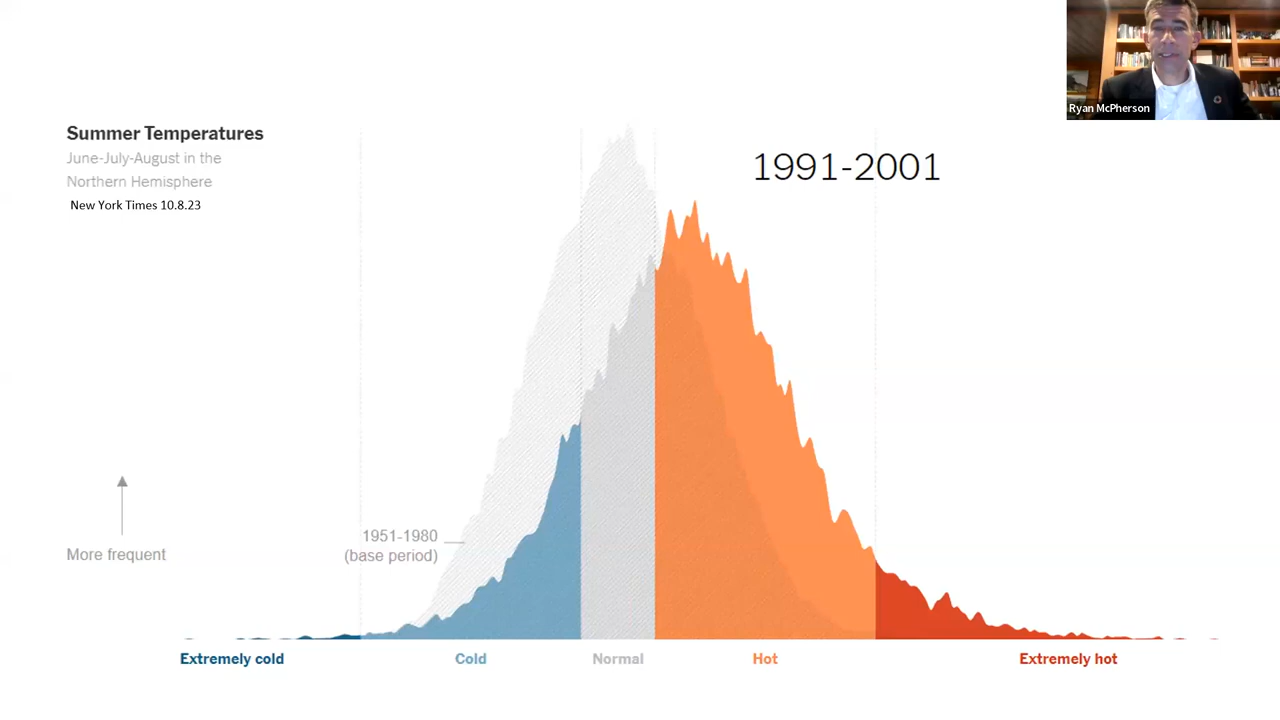 Ryan McPherson
Summer Temperatures
June-July-August in the
Northern Hemisphere
New York Times 10.8.23
1991-2001
1951-1980
(base period)
More frequent
Extremely cold
Cold
Normal
Hot
Extremely hot